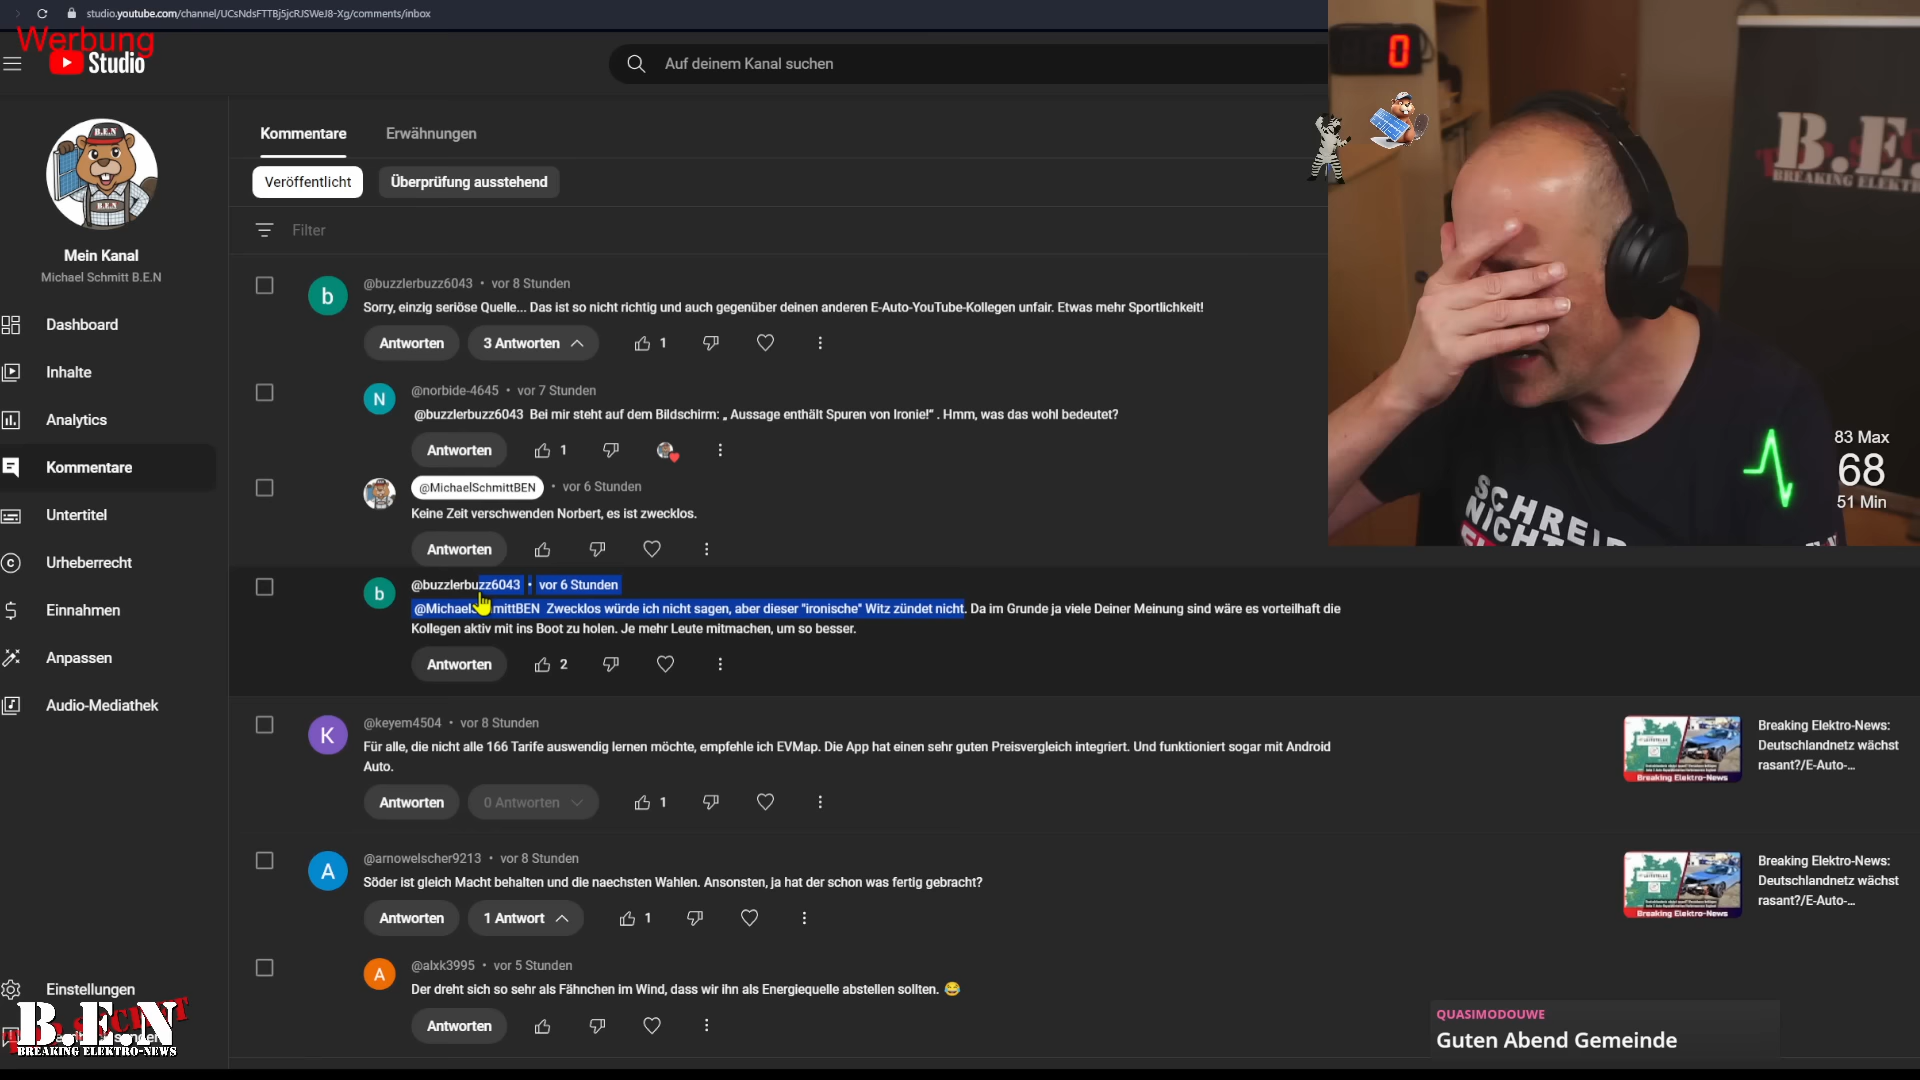 studio.youtube.com/channel/UCsNdsFTTBj5jcRJSWeJ8-Xg/comments/inbox
Werbung
Studio
Auf deinem Kanal suchen
0
B.E.N
Mein Kanal
Michael Schmitt B.E.N
Dashboard
Inhalte
Analytics
Kommentare
Untertitel
Urheberrecht
Einnahmen
Anpassen
Audio-Mediathek
Einstellungen
B.E.N
BREAKING ELEKTRO-NEWS
Kommentare
Erwähnungen
Veröffentlicht
Überprüfung ausstehend
Filter
@buzzlerbuzz6043 • vor 8 Stunden
Sorry, einzig seriöse Quelle... Das ist so nicht richtig und auch gegenüber deinen anderen E-Auto-YouTube-Kollegen unfair. Etwas mehr Sportlichkeit!
Antworten
3 Antworten
1
@norbide-4645 • vor 7 Stunden
@buzzlerbuzz6043 Bei mir steht auf dem Bildschirm: „ Aussage enthält Spuren von Ironie!“ . Hmm, was das wohl bedeutet?
Antworten
1
@MichaelSchmittBEN • vor 6 Stunden
Keine Zeit verschwenden Norbert, es ist zwecklos.
Antworten
@buzzlerbuzz6043 • vor 6 Stunden
@MichaelSchmittBEN Zwecklos würde ich nicht sagen, aber dieser "ironische" Witz zündet nicht. Da im Grunde ja viele Deiner Meinung sind wäre es vorteilhaft die
Kollegen aktiv mit ins Boot zu holen. Je mehr Leute mitmachen, um so besser.
Antworten
2
@keyem4504 • vor 8 Stunden
Für alle, die nicht alle 166 Tarife auswendig lernen möchte, empfehle ich EVMap. Die App hat einen sehr guten Preisvergleich integriert. Und funktioniert sogar mit Android
Auto.
Antworten
0 Antworten
1
Breaking Elektro-News:
Deutschlandnetz wächst
rasant?/E-Auto-...
Breaking Elektro-News
@arnowelscher9213 • vor 8 Stunden
Söder ist gleich Macht behalten und die naechsten Wahlen. Ansonsten, ja hat der schon was fertig gebracht?
Antworten
1 Antwort
1
Breaking Elektro-News:
Deutschlandnetz wächst
rasant?/E-Auto-...
Breaking Elektro-News
@alxk3995 • vor 5 Stunden
Der dreht sich so sehr als Fähnchen im Wind, dass wir ihn als Energiequelle abstellen sollten. 😂
Antworten
B.E.
BREAKING ELEKT
SCHREI
NICHT
83 Max
68
51 Min
QUASIMODOUWE
Guten Abend Gemeinde